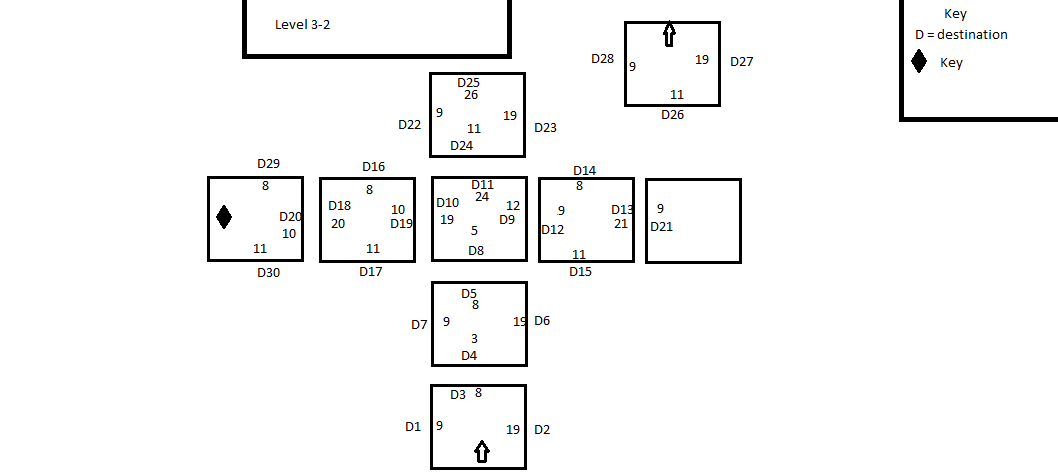 Level 3-2
Key
D = destination
Key
D28
9
19
D27
11
D26
D25
26
9
19
D22
11
D23
D24
D29
8
D20
10
11
D30
D16
8
D18
10
20
D19
11
D17
D11
24
D10
12
19
D9
5
D8
D14
8
.9
D13
D12
21
11
D15
9
D21
D5
8
D7
9
19
D6
3
D4
D3 8
D1
9
19
D2